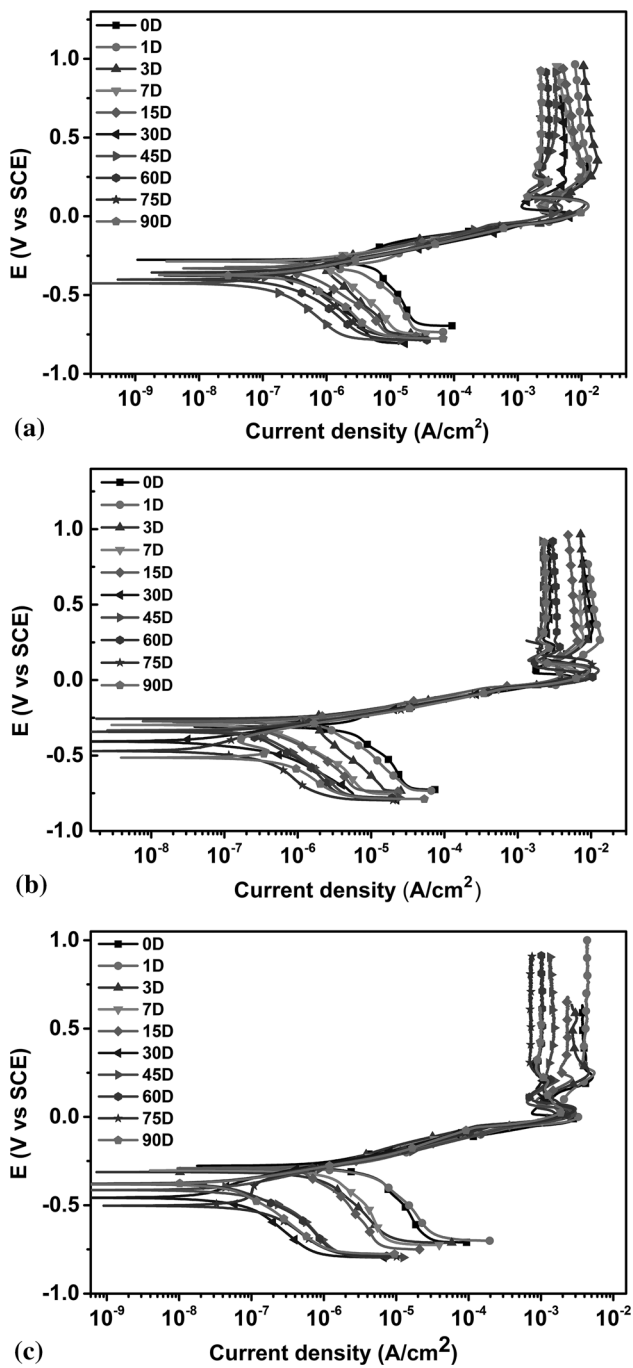 0D
1D
3D
7D
15D
30D
45D
60D
75D
90D
1.0
0.5
0.0
-0.5
-1.0
E (V vs SCE)
10⁻⁹ 10⁻⁸ 10⁻⁷ 10⁻⁶ 10⁻⁵ 10⁻⁴ 10⁻³ 10⁻²
(a) Current density (A/cm²)
0D
1D
3D
7D
15D
30D
45D
60D
75D
90D
1.0
0.5
0.0
-0.5
-1.0
E (V vs SCE)
10⁻⁸ 10⁻⁷ 10⁻⁶ 10⁻⁵ 10⁻⁴ 10⁻³ 10⁻²
(b) Current density (A/cm²)
0D
1D
3D
7D
15D
30D
45D
60D
75D
90D
1.0
0.5
0.0
-0.5
-1.0
E (V vs SCE)
10⁻⁹ 10⁻⁸ 10⁻⁷ 10⁻⁶ 10⁻⁵ 10⁻⁴ 10⁻³ 10⁻²
(c) Current density (A/cm²)